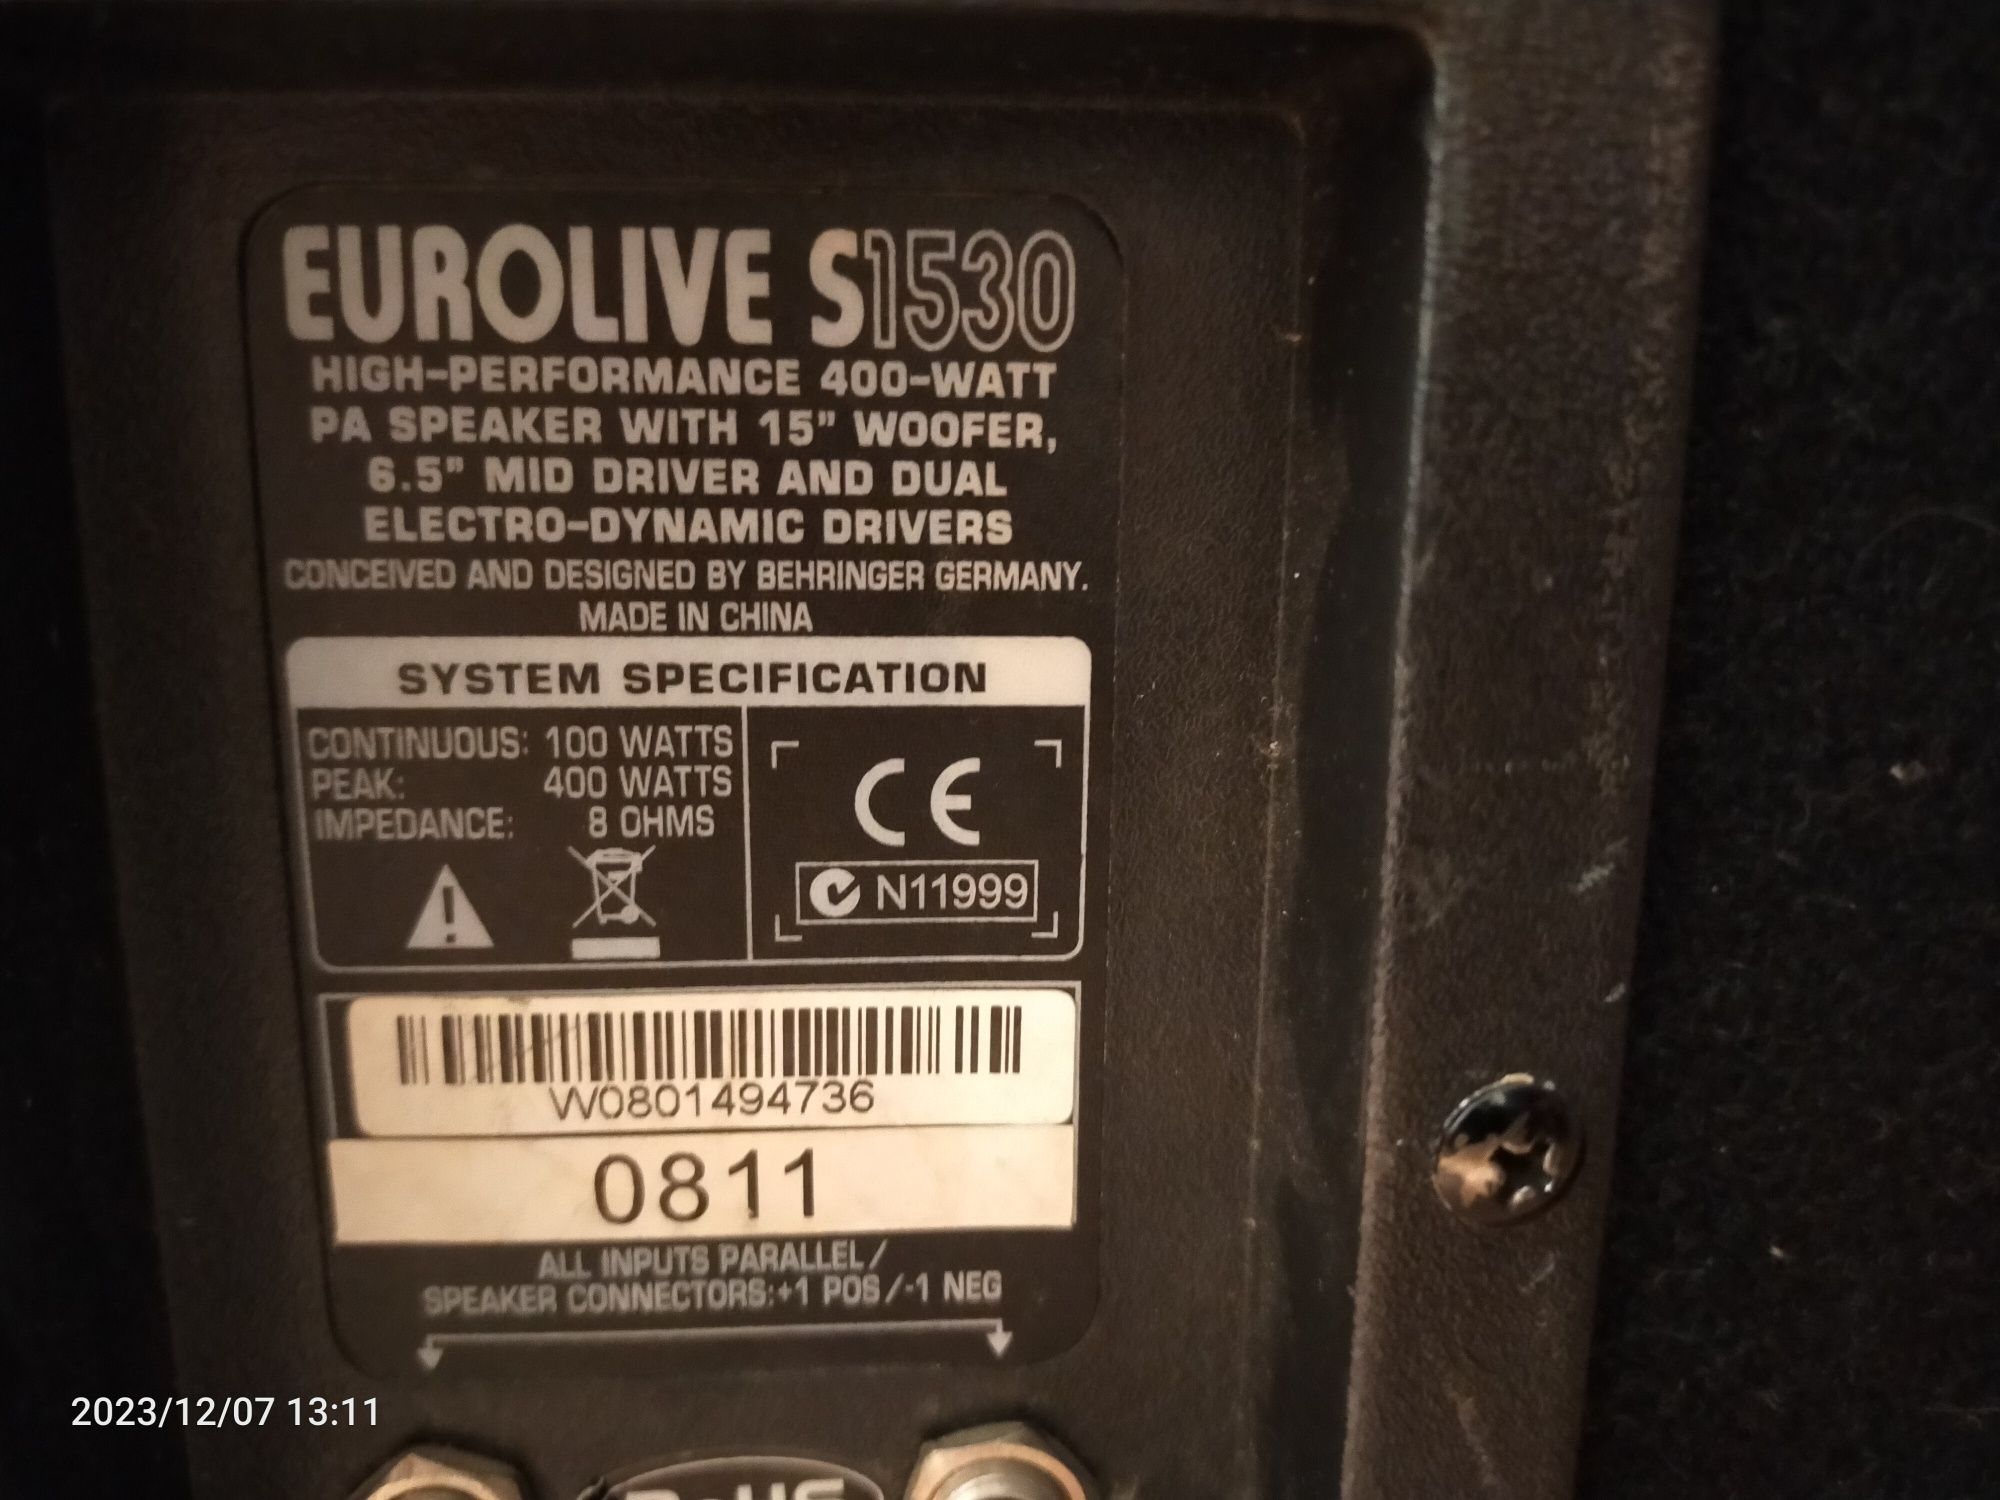 EUROLIVE S1530
HIGH-PERFORMANCE 400-WATT
PA SPEAKER WITH 15" WOOFER,
6.5" MID DRIVER AND DUAL
ELECTRO-DYNAMIC DRIVERS
CONCEIVED AND DESIGNED BY BEHRINGER GERMANY.
MADE IN CHINA
SYSTEM SPECIFICATION
CONTINUOUS: 100 WATTS
PEAK: 400 WATTS
IMPEDANCE: 8 OHMS
CE
N11999
W0801494736
0811
ALL INPUTS PARALLEL/
SPEAKER CONNECTORS:+1 POS/-1 NEG
2023/12/07 13:11